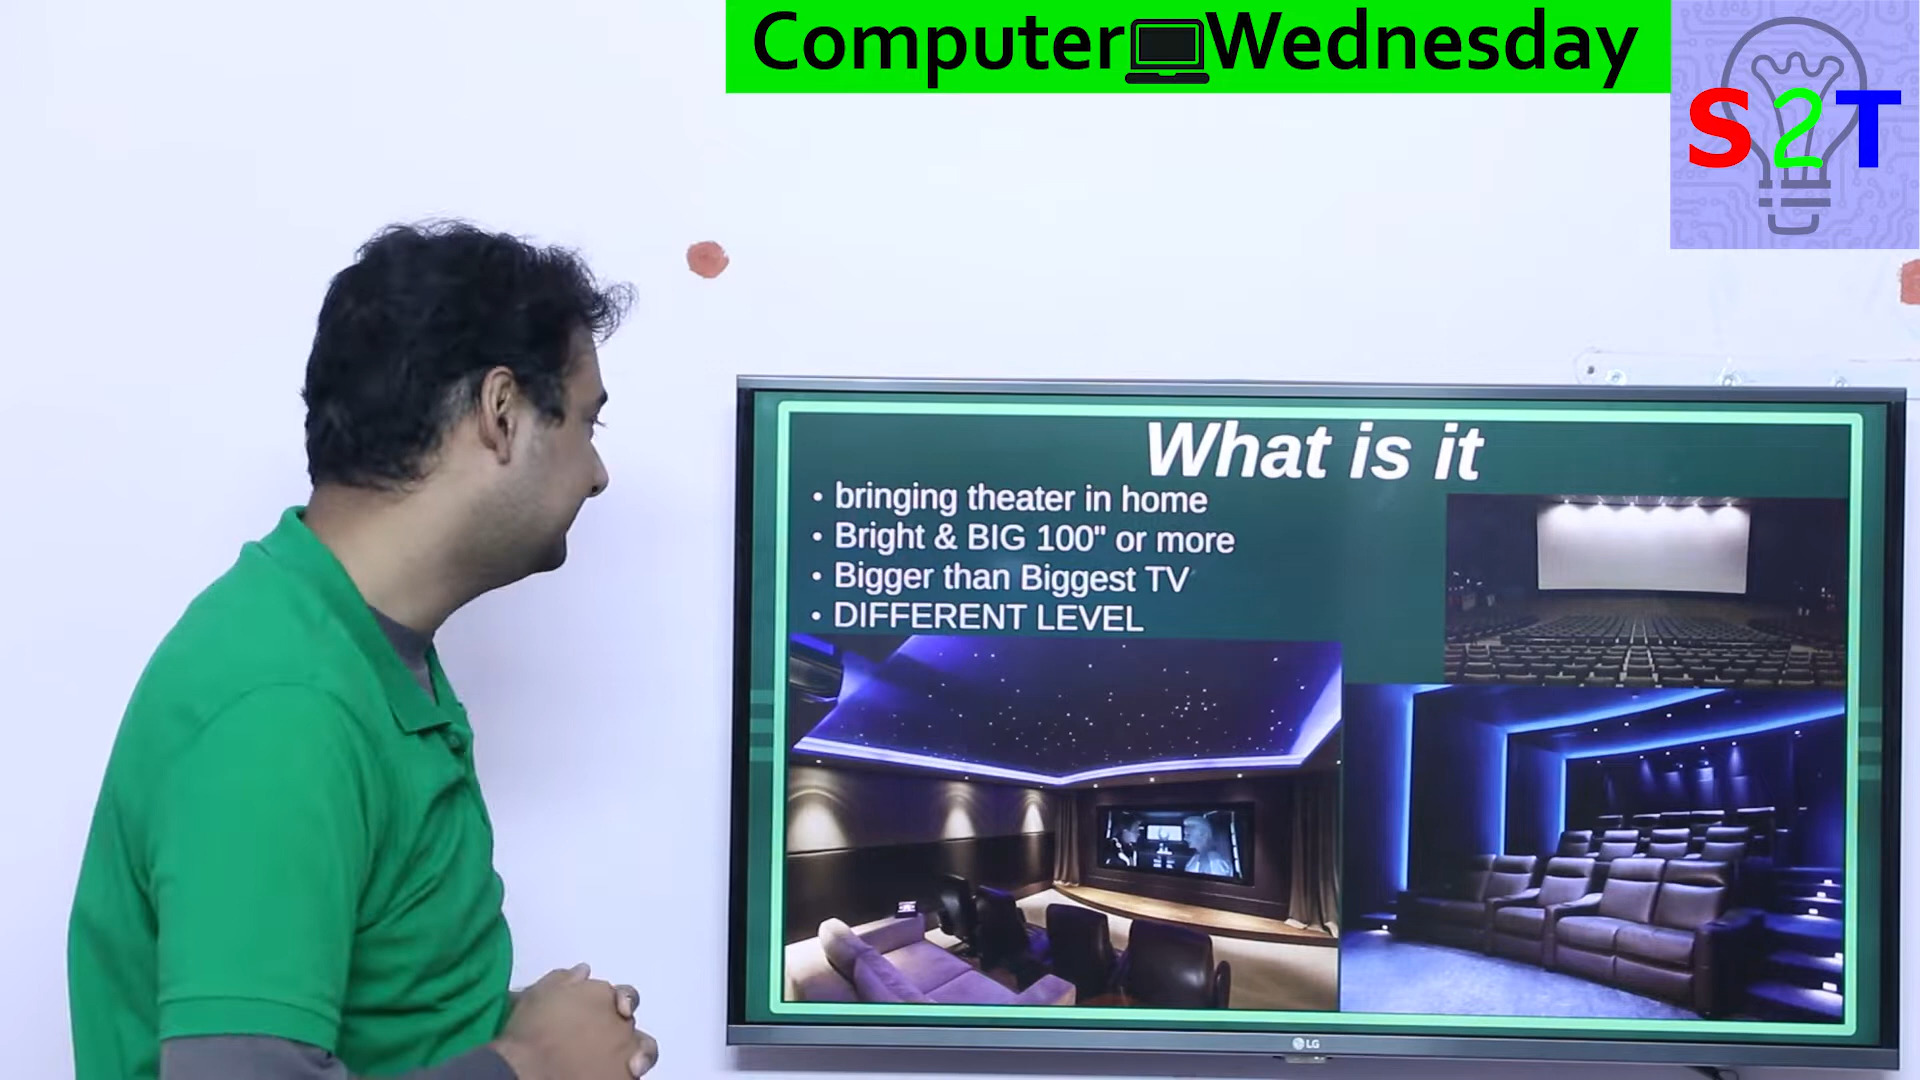 Computer Wednesday
S2T
What is it
• bringing theater in home
• Bright & BIG 100" or more
• Bigger than Biggest TV
• DIFFERENT LEVEL
LG